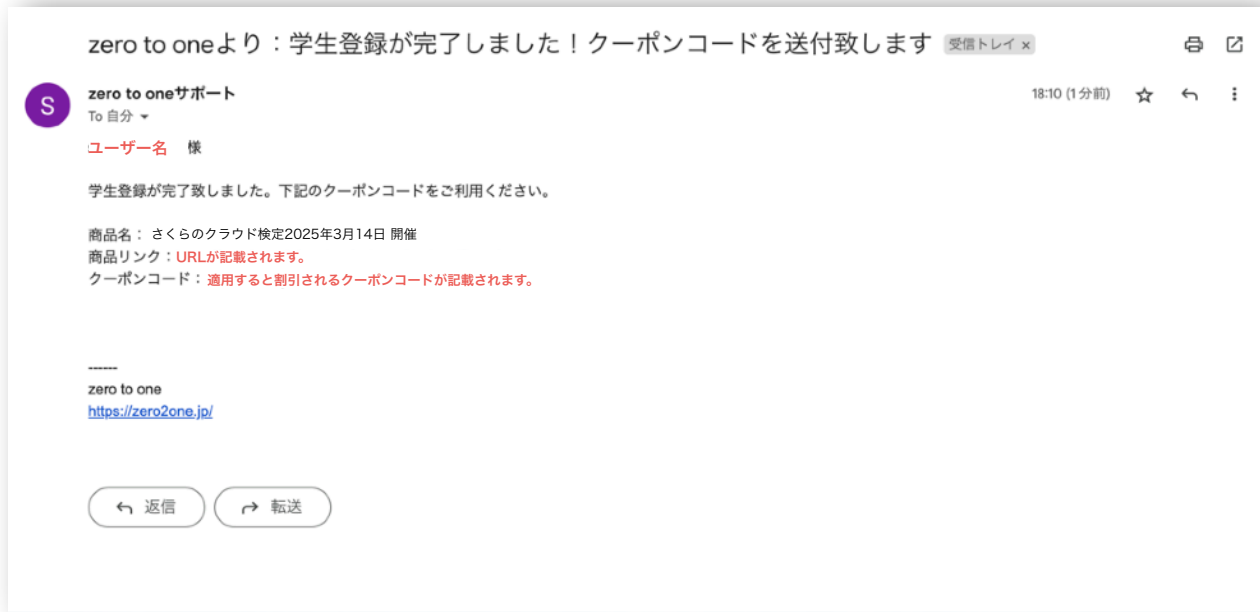 zero to oneより：学生登録が完了しました！クーポンコードを送付致します 受信トレイ ×
S
zero to oneサポート
18:10 (1 分前)
To 自分
ユーザー名 様
学生登録が完了致しました。下記のクーポンコードをご利用ください。
商品名： さくらのクラウド検定2025年3月14日 開催
商品リンク：URLが記載されます。
クーポンコード： 適用すると割引されるクーポンコードが記載されます。
------
zero to one
https://zero2one.jp/
返信 転送